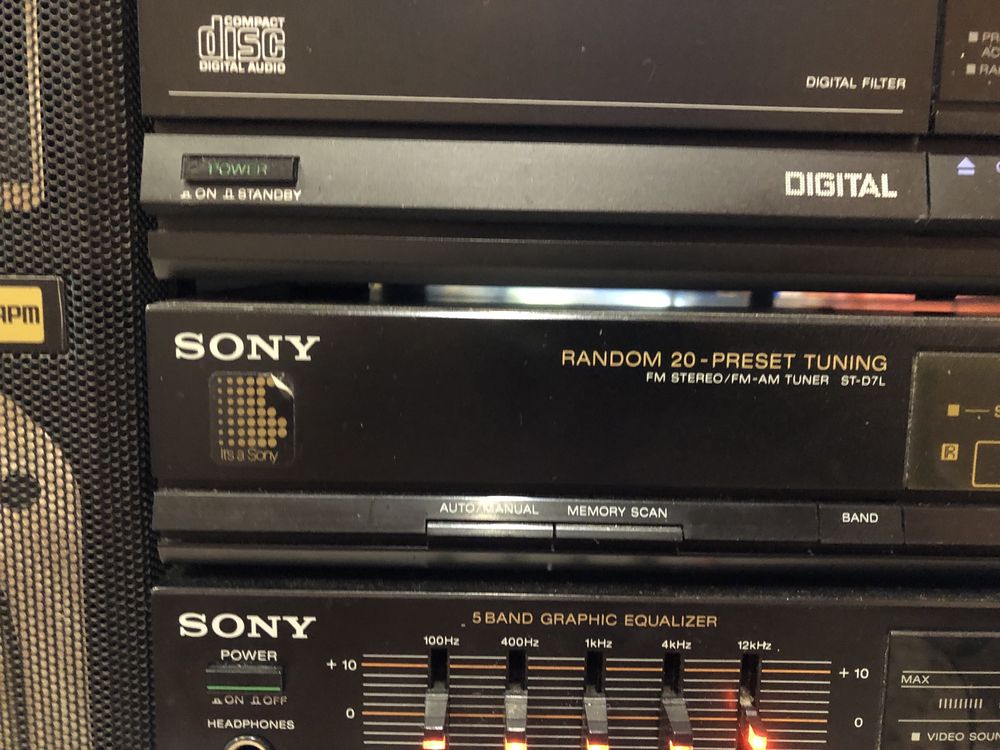 COMPACT
disc
DIGITAL AUDIO
DIGITAL FILTER
POWER
ON STANDBY
DIGITAL
APM
SONY
It's a Sony
RANDOM 20-PRESET TUNING
FM STEREO/FM-AM TUNER ST-D7L
R
AUTO/MANUAL MEMORY SCAN BAND
SONY
5 BAND GRAPHIC EQUALIZER
POWER
ON OFF
HEADPHONES
100Hz 400Hz 1kHz 4kHz 12kHz
+10 +10
0 0
MAX
VIDEO